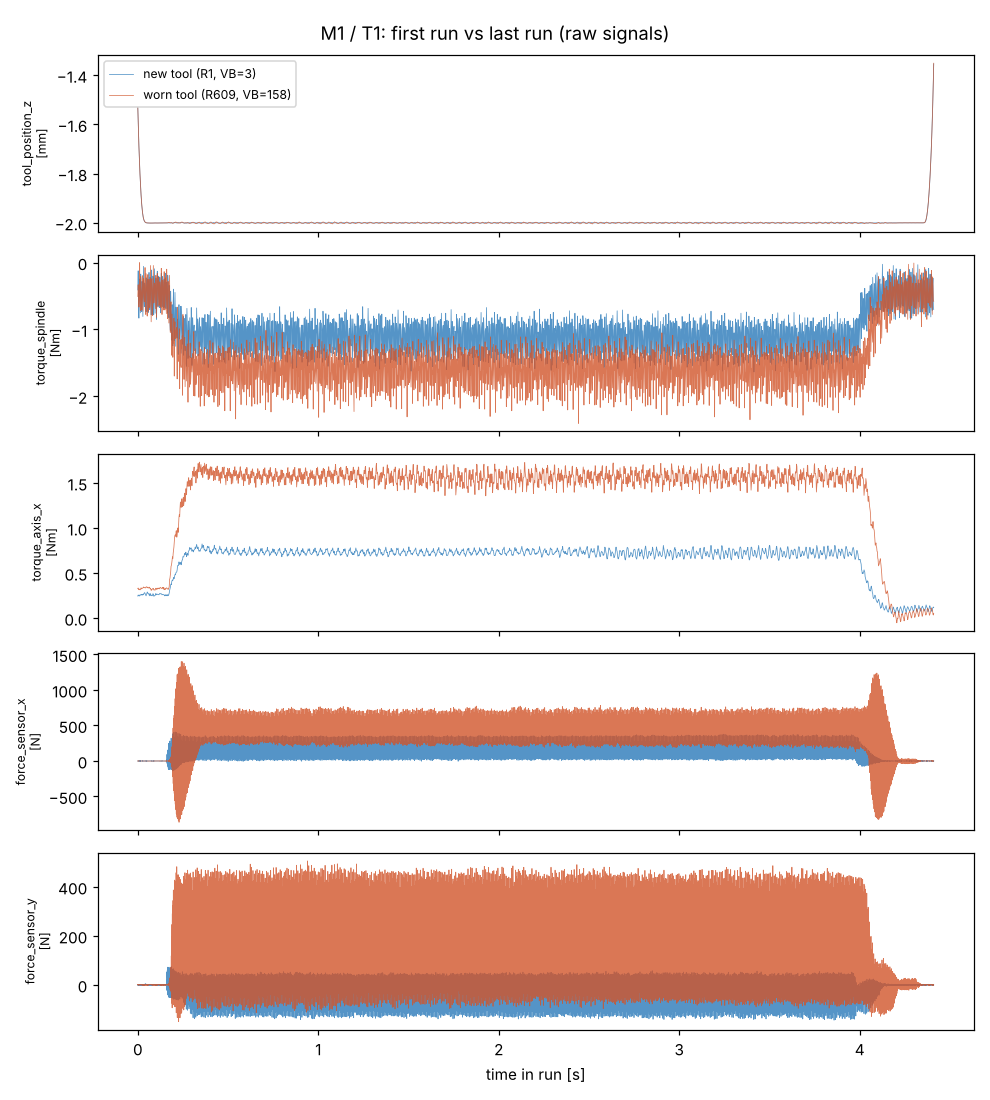 M1 / T1: first run vs last run (raw signals)
new tool (R1, VB=3)
worn tool (R609, VB=158)
tool_position_z
[mm]
−1.4
−1.6
−1.8
−2.0
torque_spindle
[Nm]
0
−1
−2
torque_axis_x
[Nm]
1.5
1.0
0.5
0.0
force_sensor_x
[N]
1500
1000
500
0
−500
force_sensor_y
[N]
400
200
0
0 1 2 3 4
time in run [s]